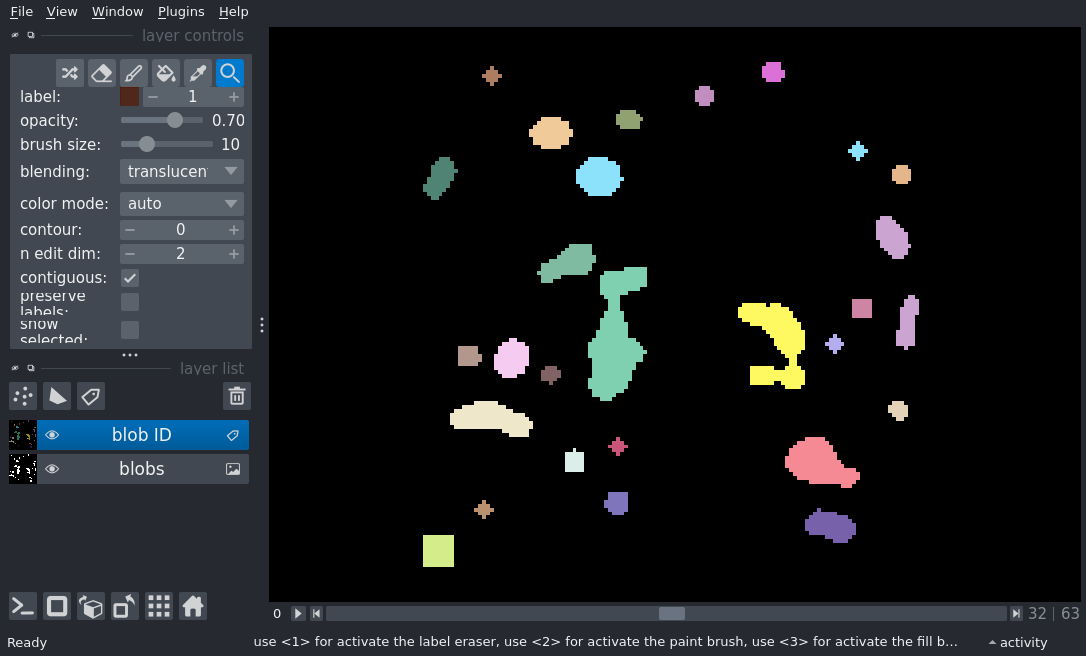 File View Window Plugins Help
layer controls
label: 1
opacity: 0.70
brush size: 10
blending: translucen
color mode: auto
contour: 0
n edit dim: 2
contiguous:
preserve
labels:
show
selected:
layer list
blob ID
blobs
0 32 | 63
Ready use <1> for activate the label eraser, use <2> for activate the paint brush, use <3> for activate the fill b... activity